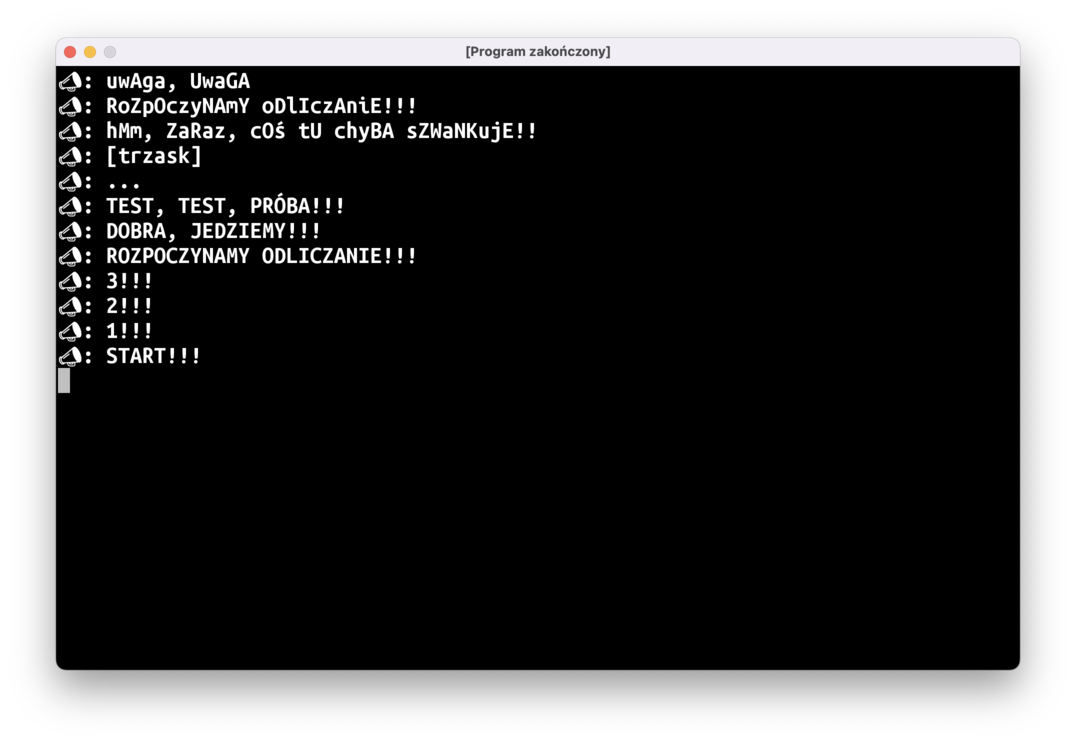 [Program zakończony]
📣: uwAga, UwaGA
📣: RoZpOczyNAmY oDlIczAniE!!!
📣: hMm, ZaRaz, cOś tU chyBA sZWaNKujE!!
📣: [trzask]
📣: ...
📣: TEST, TEST, PRÓBA!!!
📣: DOBRA, JEDZIEMY!!!
📣: ROZPOCZYNAMY ODLICZANIE!!!
📣: 3!!!
📣: 2!!!
📣: 1!!!
📣: START!!!